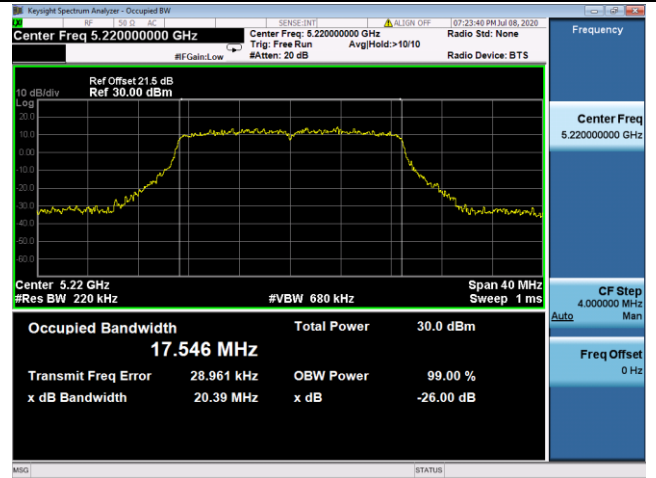 Keysight Spectrum Analyzer - Occupied BW
RF 50 Ω AC SENSE:INT ALIGN OFF 07:23:40 PM Jul 08, 2020
Center Freq 5.220000000 GHz Center Freq: 5.220000000 GHz Radio Std: None
Trig: Free Run Avg|Hold:>10/10
#IFGain:Low #Atten: 20 dB Radio Device: BTS
Ref Offset 21.5 dB
10 dB/div Ref 30.00 dBm
Log
20.0
10.0
0.00
-10.0
-20.0
-30.0
-40.0
-50.0
-60.0
Center 5.22 GHz Span 40 MHz
#Res BW 220 kHz #VBW 680 kHz Sweep 1 ms
Occupied Bandwidth Total Power 30.0 dBm
17.546 MHz
Transmit Freq Error 28.961 kHz OBW Power 99.00 %
x dB Bandwidth 20.39 MHz x dB -26.00 dB
MSG STATUS
Frequency
Center Freq
5.220000000 GHz
CF Step
4.000000 MHz
Auto Man
Freq Offset
0 Hz